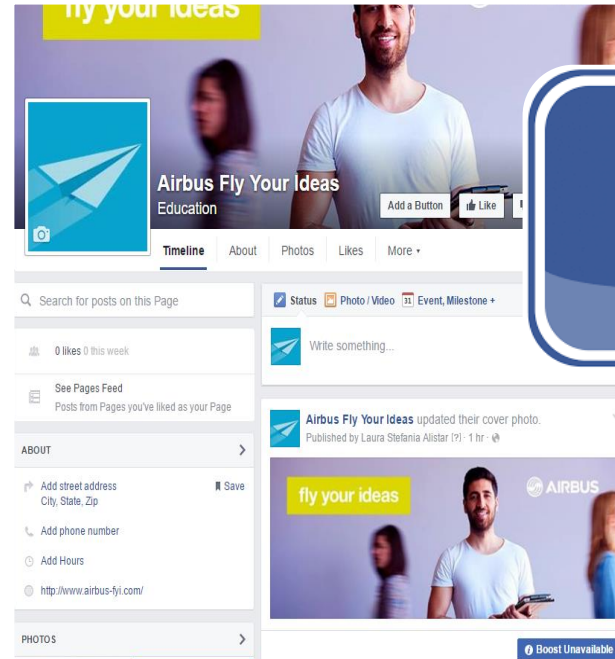 fly your ideas
Airbus Fly Your Ideas
Education
Add a Button
Like
Timeline About Photos Likes More
Search for posts on this Page
0 likes 0 this week
See Pages Feed
Posts from Pages you've liked as your Page
ABOUT >
Add street address
City, State, Zip
Save
Add phone number
Add Hours
http://www.airbus-fyi.com/
PHOTOS >
Status Photo / Video 31 Event, Milestone +
Write something...
Airbus Fly Your Ideas updated their cover photo.
Published by Laura Stefania Alistar [?] · 1 hr ·
fly your ideas
AIRBUS
Boost Unavailable